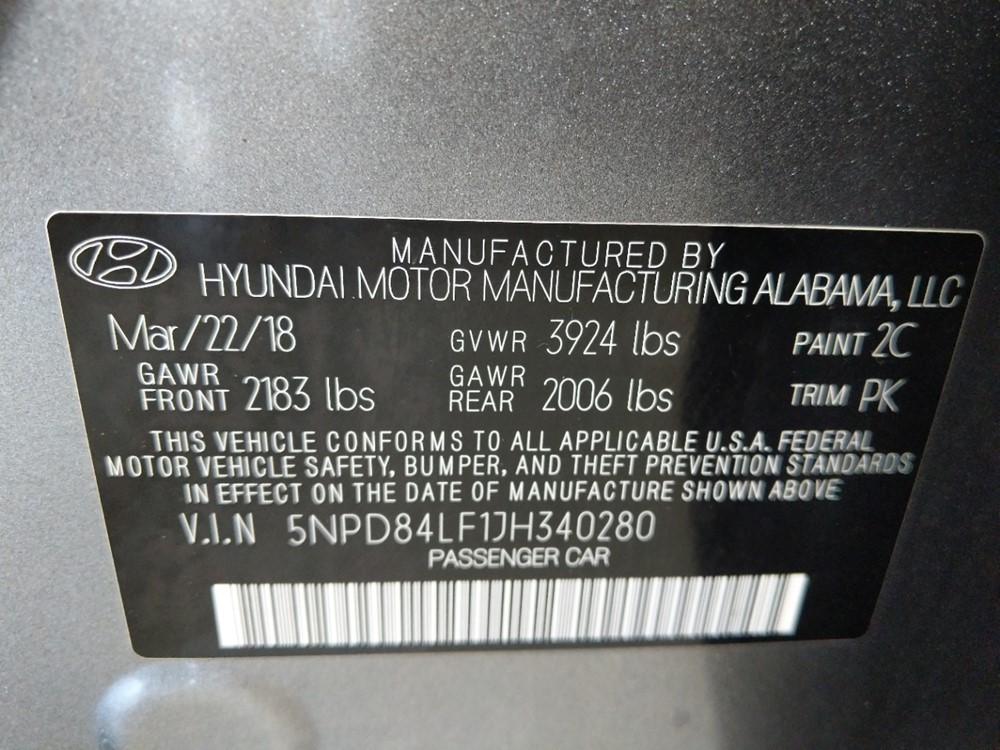 MANUFACTURED BY
HYUNDAI MOTOR MANUFACTURING ALABAMA, LLC
Mar/22/18 GVWR 3924 lbs PAINT 2C
GAWR FRONT 2183 lbs GAWR REAR 2006 lbs TRIM PK
THIS VEHICLE CONFORMS TO ALL APPLICABLE U.S.A. FEDERAL
MOTOR VEHICLE SAFETY, BUMPER, AND THEFT PREVENTION STANDARDS
IN EFFECT ON THE DATE OF MANUFACTURE SHOWN ABOVE
V.I.N 5NPD84LF1JH340280
PASSENGER CAR